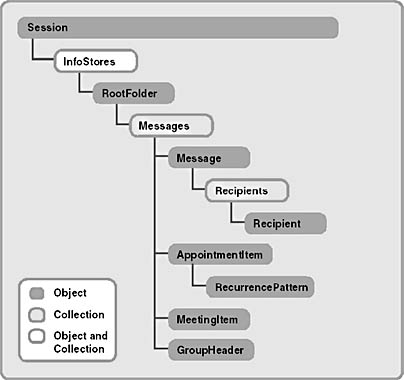 Session
InfoStores
RootFolder
Messages
Message
Recipients
Recipient
AppointmentItem
RecurrencePattern
MeetingItem
GroupHeader
Object
Collection
Object and
Collection